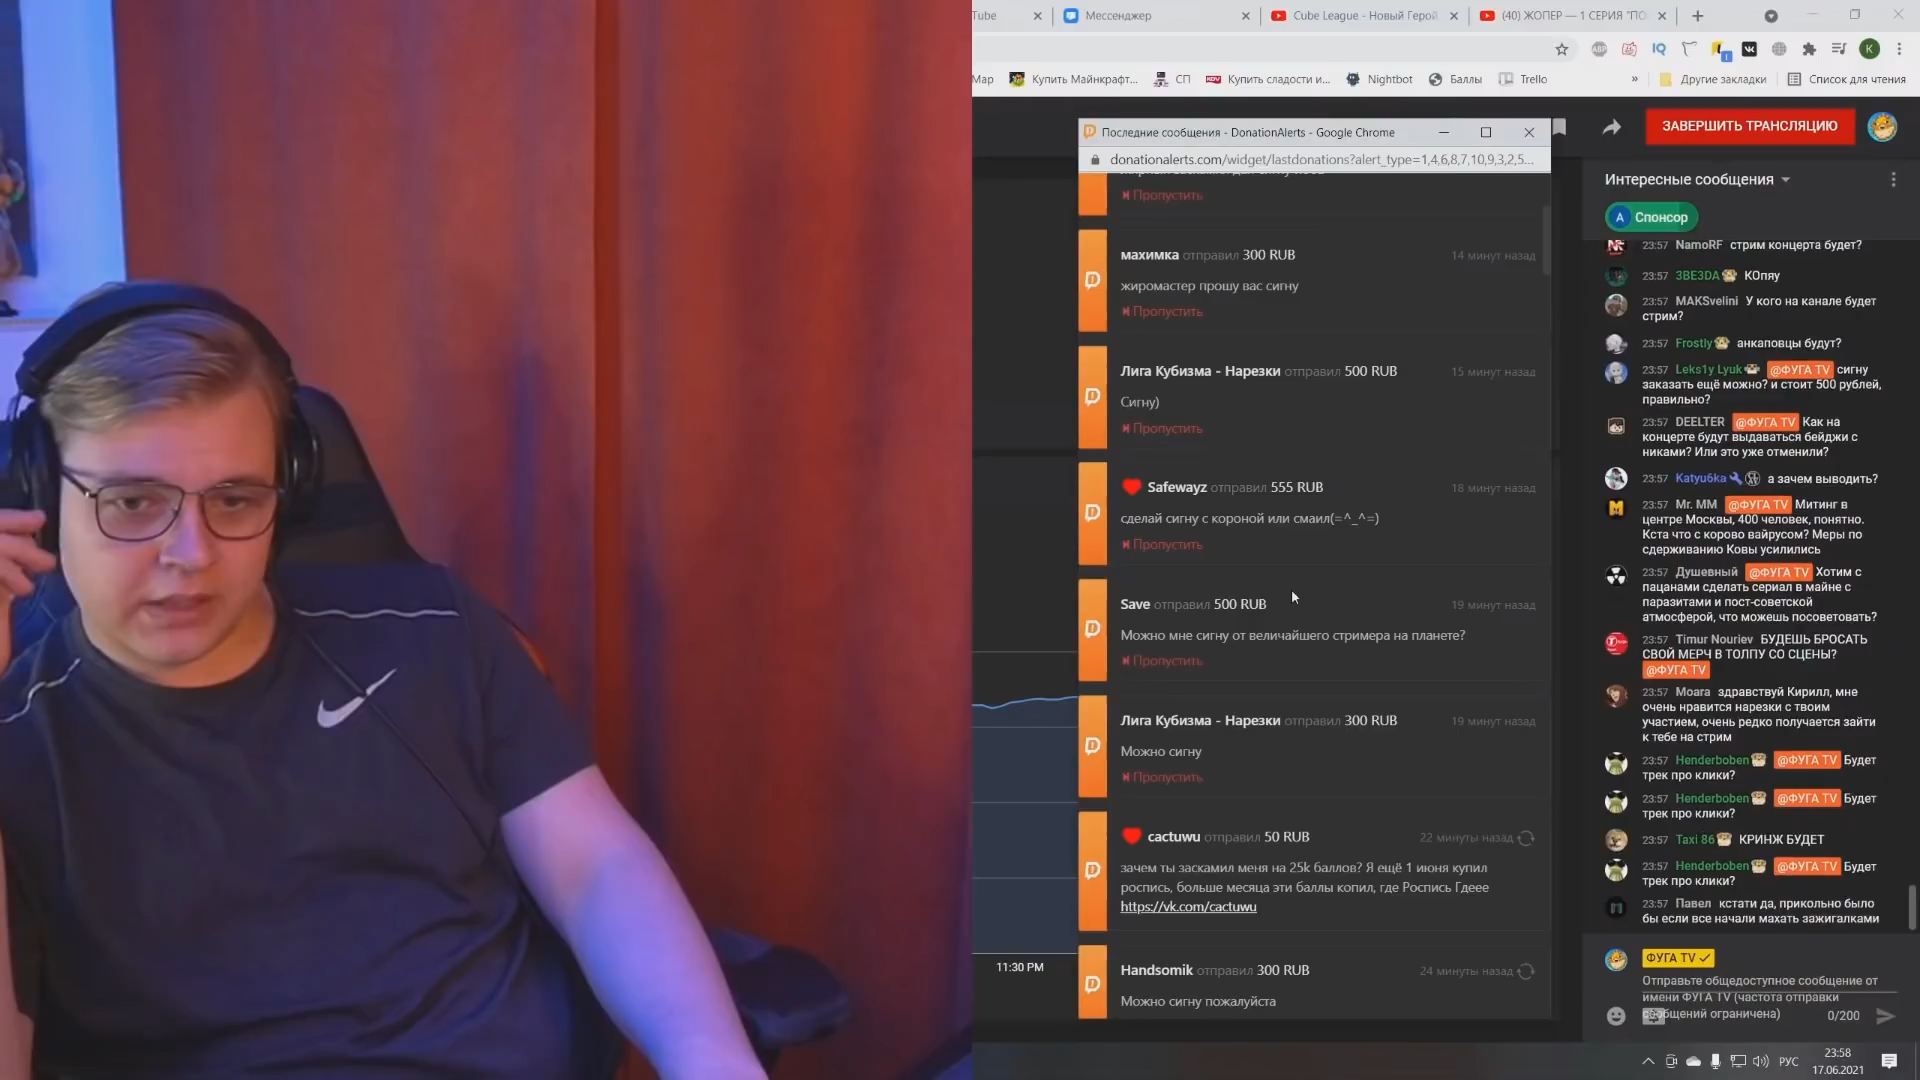 Tube
Мессенджер
Cube League - Новый Герой
(40) ЖОПЕР — 1 СЕРИЯ "ПО
ABP
IQ
K
Мар
Купить Майнкрафт...
СП
KDV
Купить сладости и...
Nightbot
Баллы
Trello
»
Другие закладки
Список для чтения
ЗАВЕРШИТЬ ТРАНСЛЯЦИЮ
Последние сообщения - DonationAlerts - Google Chrome
donationalerts.com/widget/lastdonations?alert_type=1,4,6,8,7,10,9,3,2,5...
Пропустить
махимка отправил 300 RUB
14 минут назад
жиромастер прошу вас сигну
Пропустить
Лига Кубизма - Нарезки отправил 500 RUB
15 минут назад
Сигну)
Пропустить
Safewayz отправил 555 RUB
18 минут назад
сделай сигну с короной или смаил(=^_^=)
Пропустить
Save отправил 500 RUB
19 минут назад
Можно мне сигну от величайшего стримера на планете?
Пропустить
Лига Кубизма - Нарезки отправил 300 RUB
19 минут назад
Можно сигну
Пропустить
cactuwu отправил 50 RUB
22 минуты назад
зачем ты заскамил меня на 25k баллов? Я ещё 1 июня купил
роспись, больше месяца эти баллы копил, где Роспись Гдеее
https://vk.com/cactuwu
Handsomik отправил 300 RUB
24 минуты назад
Можно сигну пожалуйста
11:30 PM
Интересные сообщения
A Спонсор
23:57 NamoRF стрим концерта будет?
23:57 3BE3DA КОпяу
23:57 MAKSvelini У кого на канале будет
стрим?
23:57 Frostly анкаповцы будут?
23:57 Leks1y Lyuk @ФУГА TV сигну
заказать ещё можно? и стоит 500 рублей,
правильно?
23:57 DEELTER @ФУГА TV Как на
концерте будут выдаваться бейджи с
никами? Или это уже отменили?
23:57 Katyu6ka а зачем выводить?
23:57 Mr. MM @ФУГА TV Митинг в
центре Москвы, 400 человек, понятно.
Кста что с корово вайрусом? Меры по
сдерживанию Ковы усилились
23:57 Душевный @ФУГА TV Хотим с
пацанами сделать сериал в майне с
паразитами и пост-советской
атмосферой, что можешь посоветовать?
23:57 Timur Nouriev БУДЕШЬ БРОСАТЬ
СВОЙ МЕРЧ В ТОЛПУ СО СЦЕНЫ?
@ФУГА TV
23:57 Moara здравствуй Кирилл, мне
очень нравится нарезки с твоим
участием, очень редко получается зайти
к тебе на стрим
23:57 Henderboben @ФУГА TV Будет
трек про клики?
23:57 Henderboben @ФУГА TV Будет
трек про клики?
23:57 Taxi 86 КРИНЖ БУДЕТ
23:57 Henderboben @ФУГА TV Будет
трек про клики?
23:57 Павел кстати да, прикольно было
бы если все начали махать зажигалками
ФУГА TV
Отправьте общедоступное сообщение от
имени ФУГА TV (частота отправки
сообщений ограничена)
0/200
РУС
23:58
17.06.2021